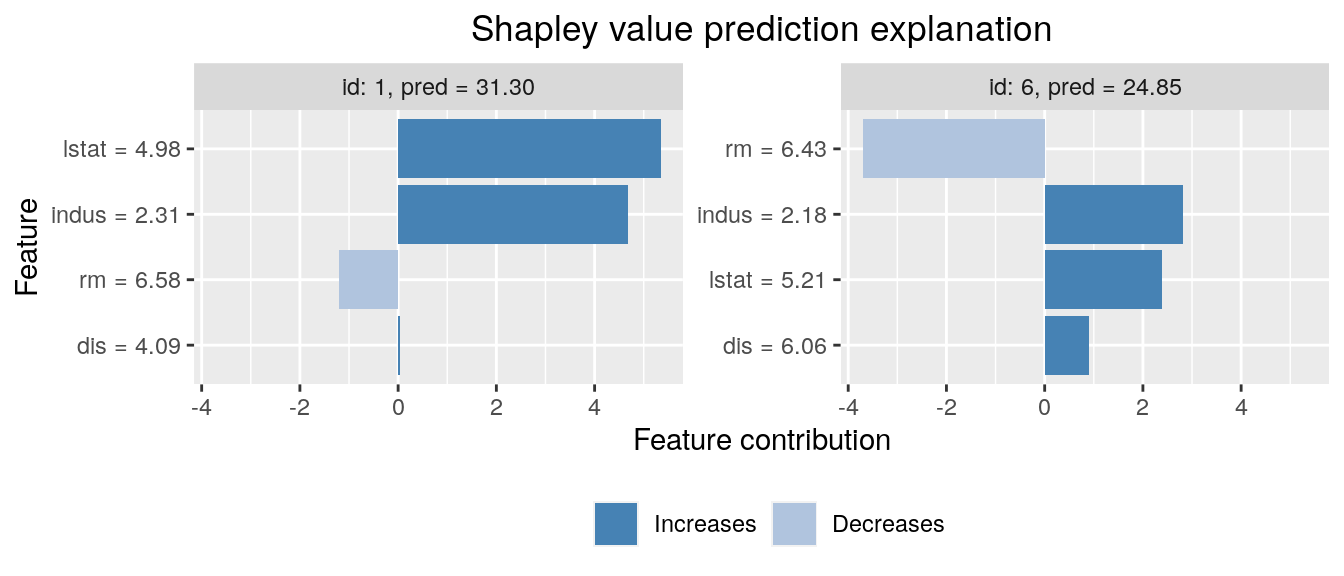 Shapley value prediction explanation
id: 1, pred = 31.30
id: 6, pred = 24.85
Feature
lstat = 4.98
indus = 2.31
rm = 6.58
dis = 4.09
-4 -2 0 2 4
rm = 6.43
indus = 2.18
lstat = 5.21
dis = 6.06
-4 -2 0 2 4
Feature contribution
Increases Decreases